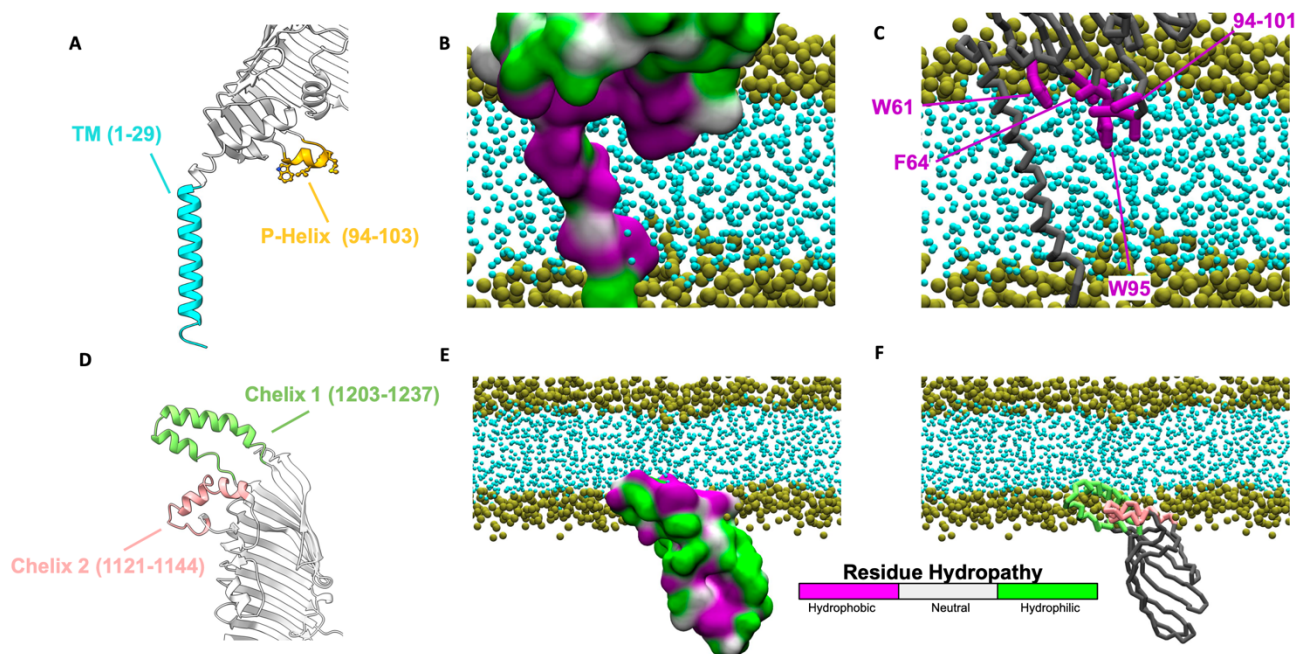 A
TM (1-29)
P-Helix (94-103)
B
C
94-101
W61
F64
W95
D
Chelix 1 (1203-1237)
Chelix 2 (1121-1144)
E
F
Residue Hydropathy
Hydrophobic Neutral Hydrophilic